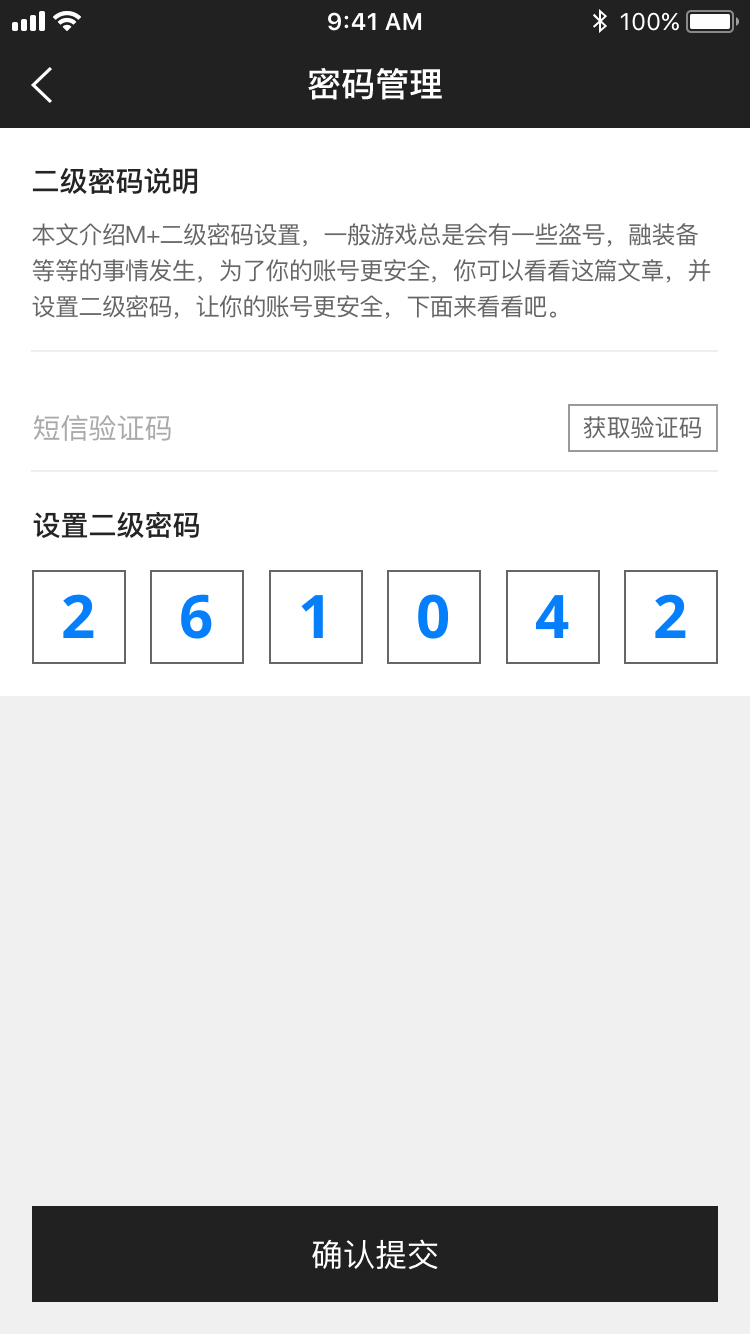 9:41 AM 100%
密码管理
二级密码说明
本文介绍M+二级密码设置，一般游戏总是会有一些盗号，融装备
等等的事情发生，为了你的账号更安全，你可以看看这篇文章，并
设置二级密码，让你的账号更安全，下面来看看吧。
短信验证码 获取验证码
设置二级密码
2 6 1 0 4 2
确认提交